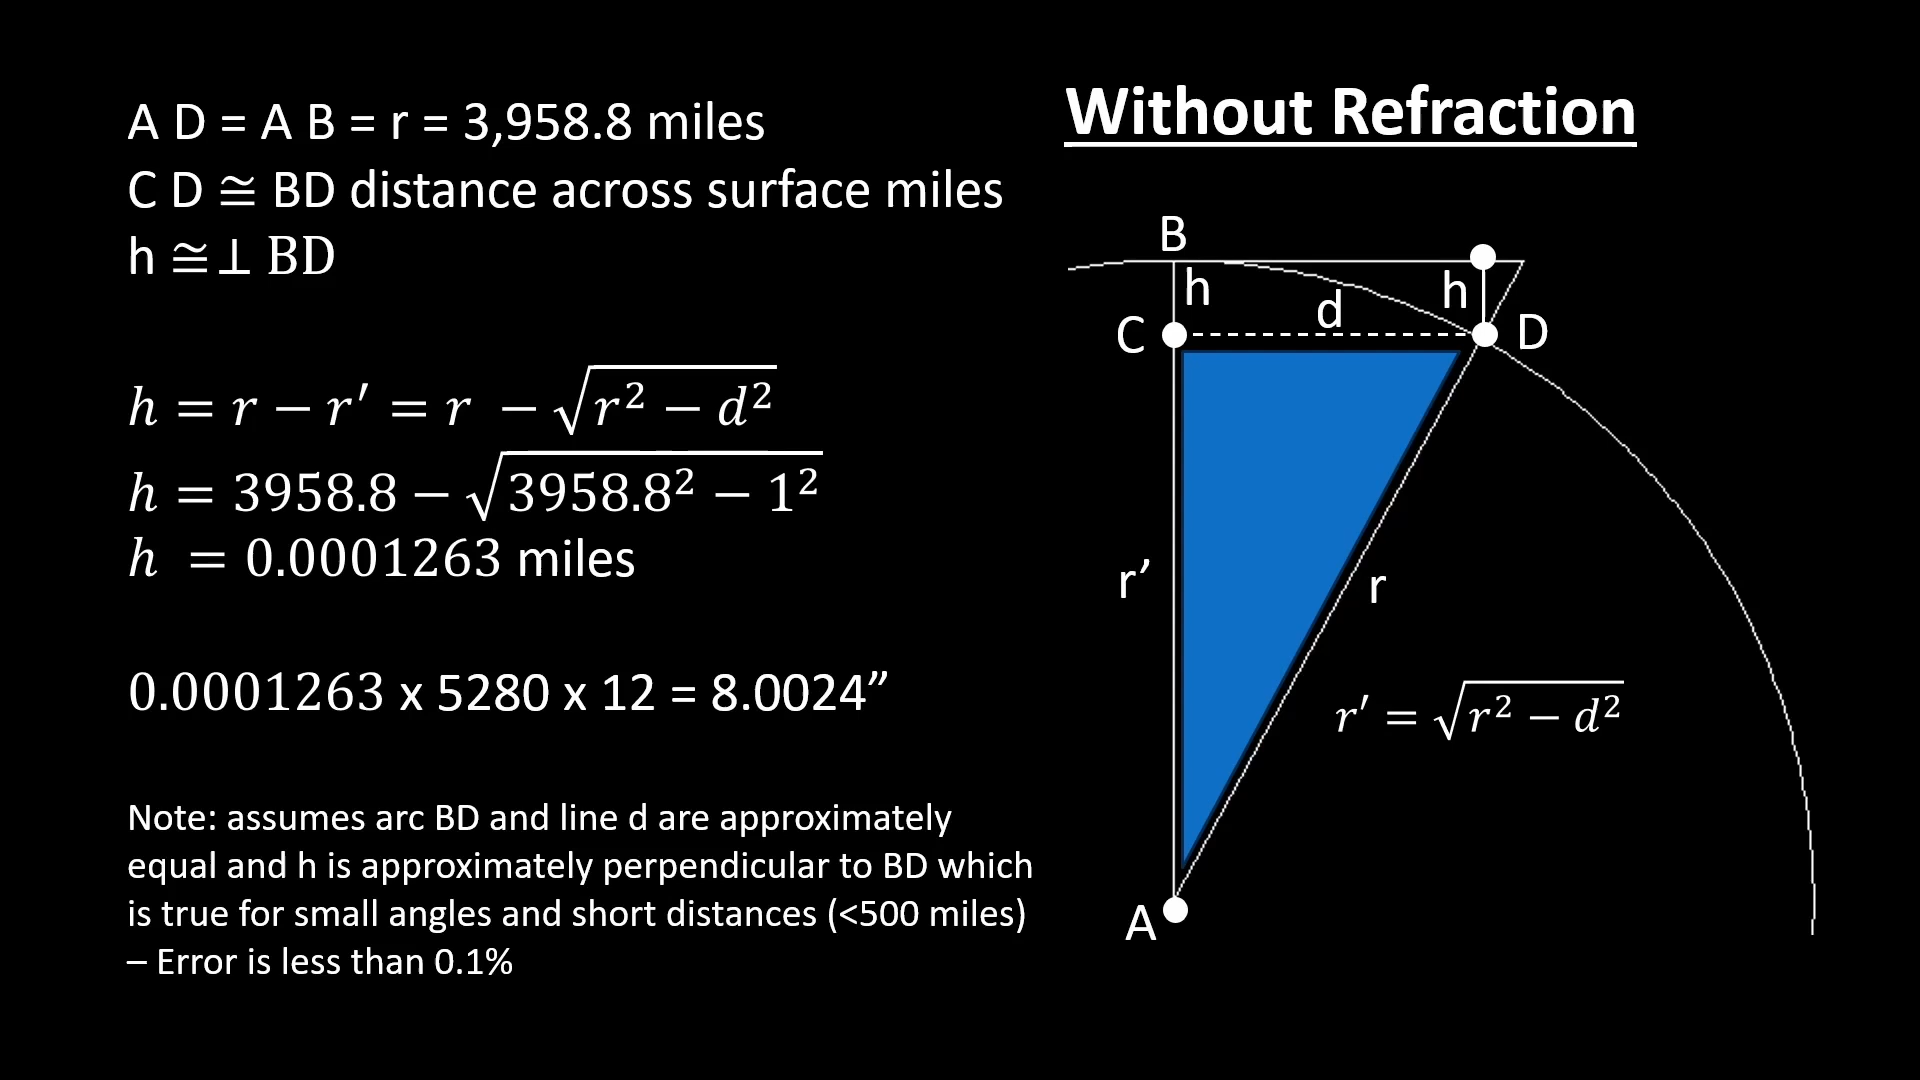 A D = A B = r = 3,958.8 miles
C D ≅ BD distance across surface miles
h ≅⊥ BD
h = r − r′ = r − √(r² − d²)
h = 3958.8 − √(3958.8² − 1²)
h = 0.0001263 miles
0.0001263 x 5280 x 12 = 8.0024”
Note: assumes arc BD and line d are approximately
equal and h is approximately perpendicular to BD which
is true for small angles and short distances (<500 miles)
– Error is less than 0.1%
Without Refraction
B
h
h
d
C
D
r’
r
r′ = √(r² − d²)
A